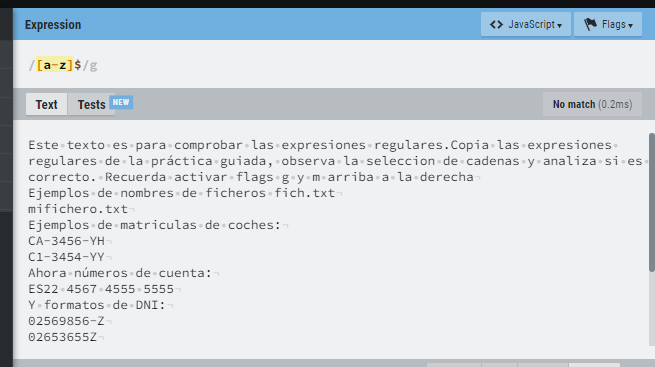 Expression
JavaScript
Flags
/[a-z]$/g
Text
Tests
NEW
No match (0.2ms)
Este texto es para comprobar las expresiones regulares.Copia las expresiones
regulares de la práctica guiada, observa la seleccion de cadenas y analiza si es
correcto. Recuerda activar flags g y m arriba a la derecha¬
Ejemplos de nombres de ficheros fich.txt¬
mifichero.txt¬
Ejemplos de matriculas de coches:¬
CA-3456-YH¬
C1-3454-YY¬
Ahora números de cuenta:¬
ES22 4567 4555 5555¬
Y formatos de DNI:¬
02569856-Z¬
02653655Z¬